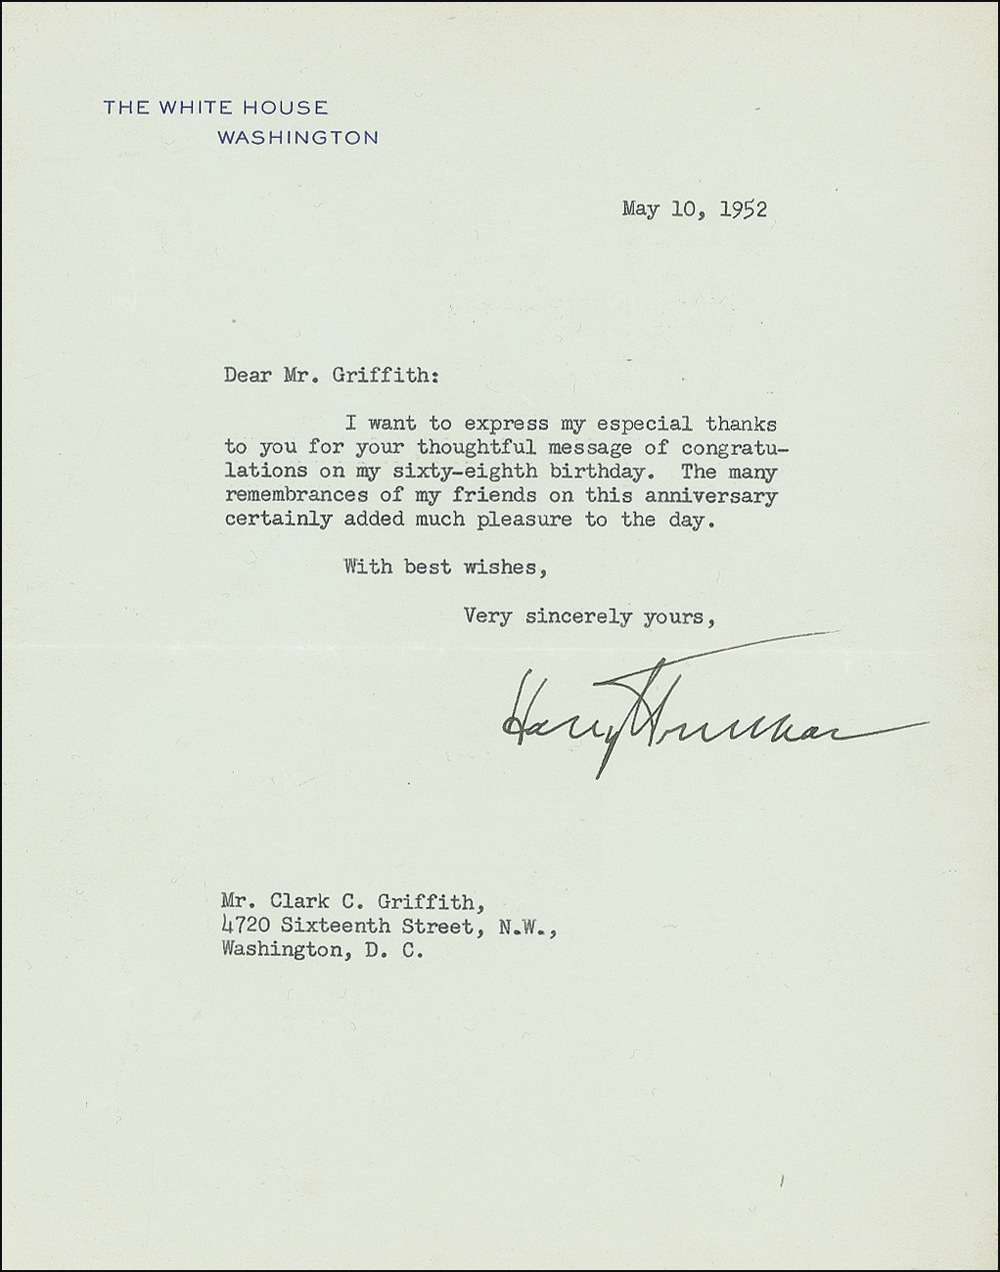 THE WHITE HOUSE
WASHINGTON
May 10, 1952
Dear Mr. Griffith:
I want to express my especial thanks
to you for your thoughtful message of congratu-
lations on my sixty-eighth birthday. The many
remembrances of my friends on this anniversary
certainly added much pleasure to the day.
With best wishes,
Very sincerely yours,
Harry Truman
Mr. Clark C. Griffith,
4720 Sixteenth Street, N.W.,
Washington, D. C.